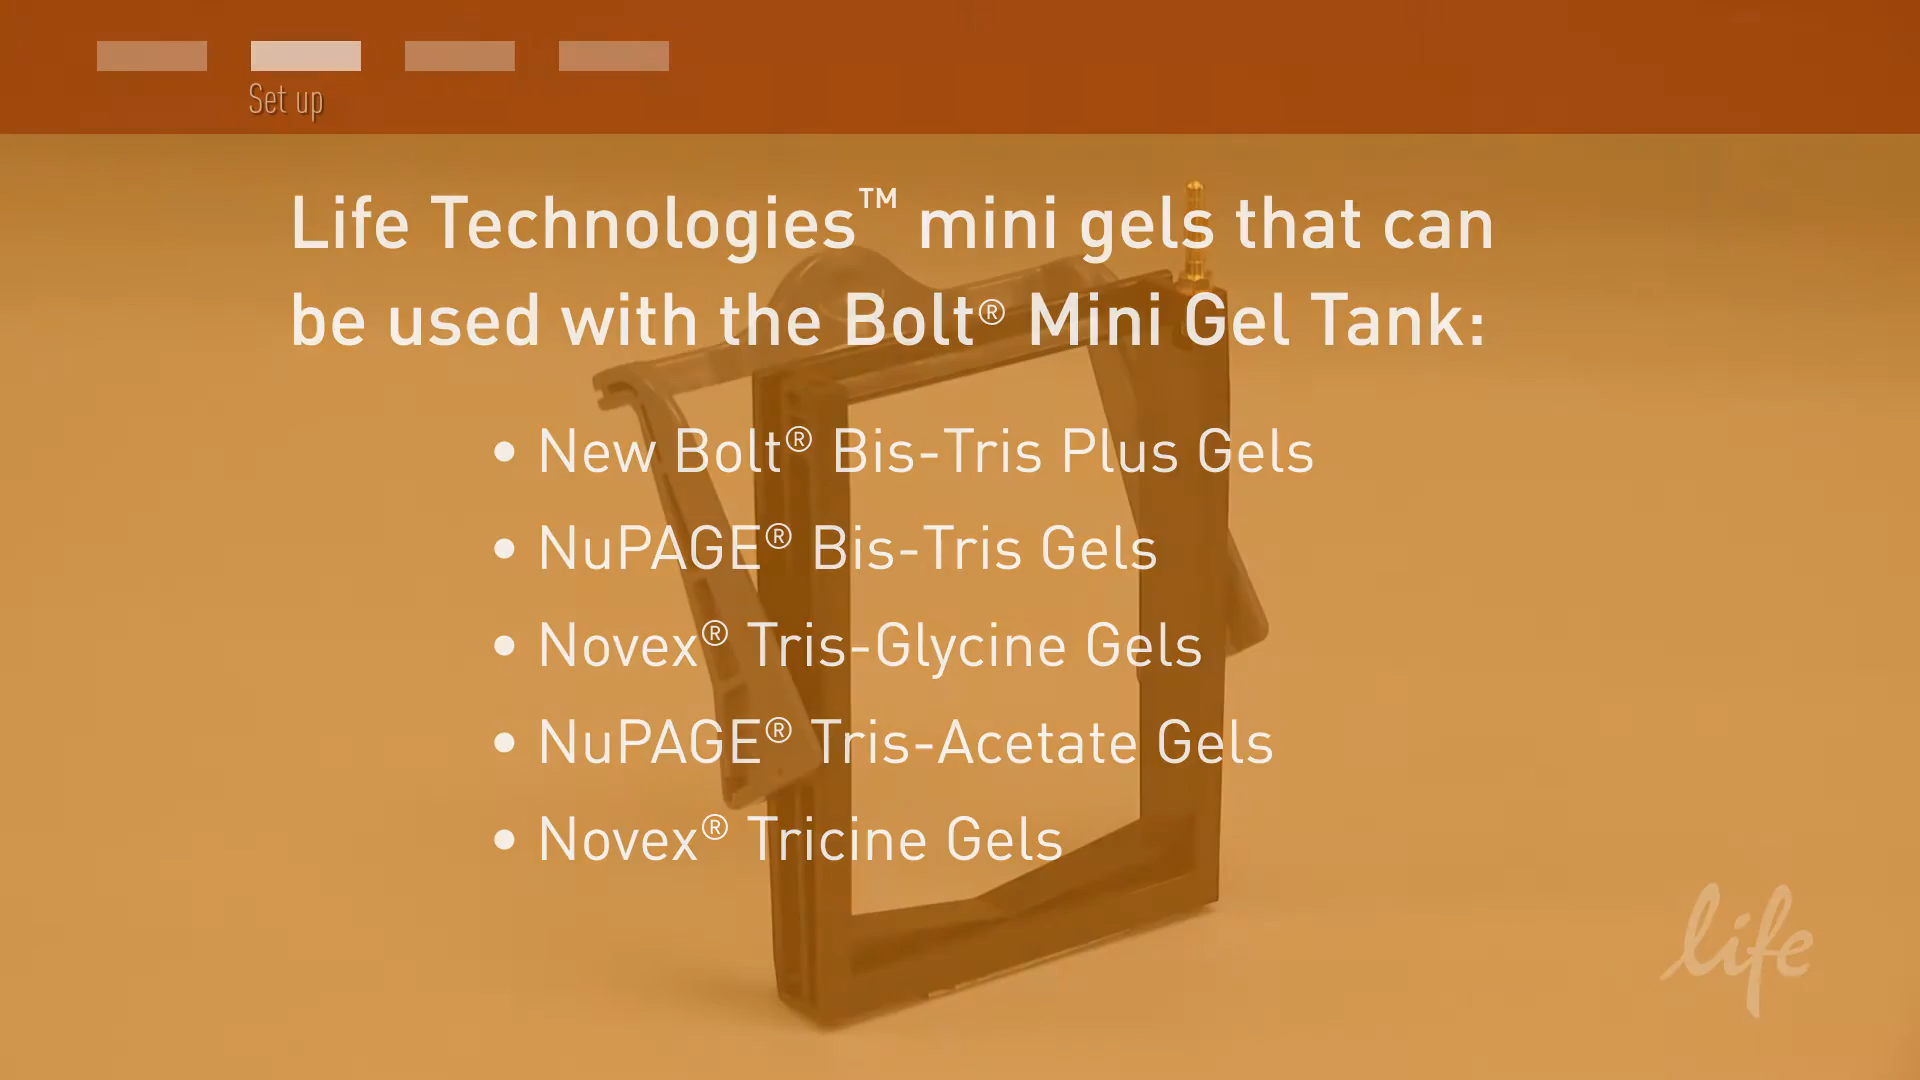 Set up
Life Technologies™ mini gels that can
be used with the Bolt® Mini Gel Tank:
• New Bolt® Bis-Tris Plus Gels
• NuPAGE® Bis-Tris Gels
• Novex® Tris-Glycine Gels
• NuPAGE® Tris-Acetate Gels
• Novex® Tricine Gels
life